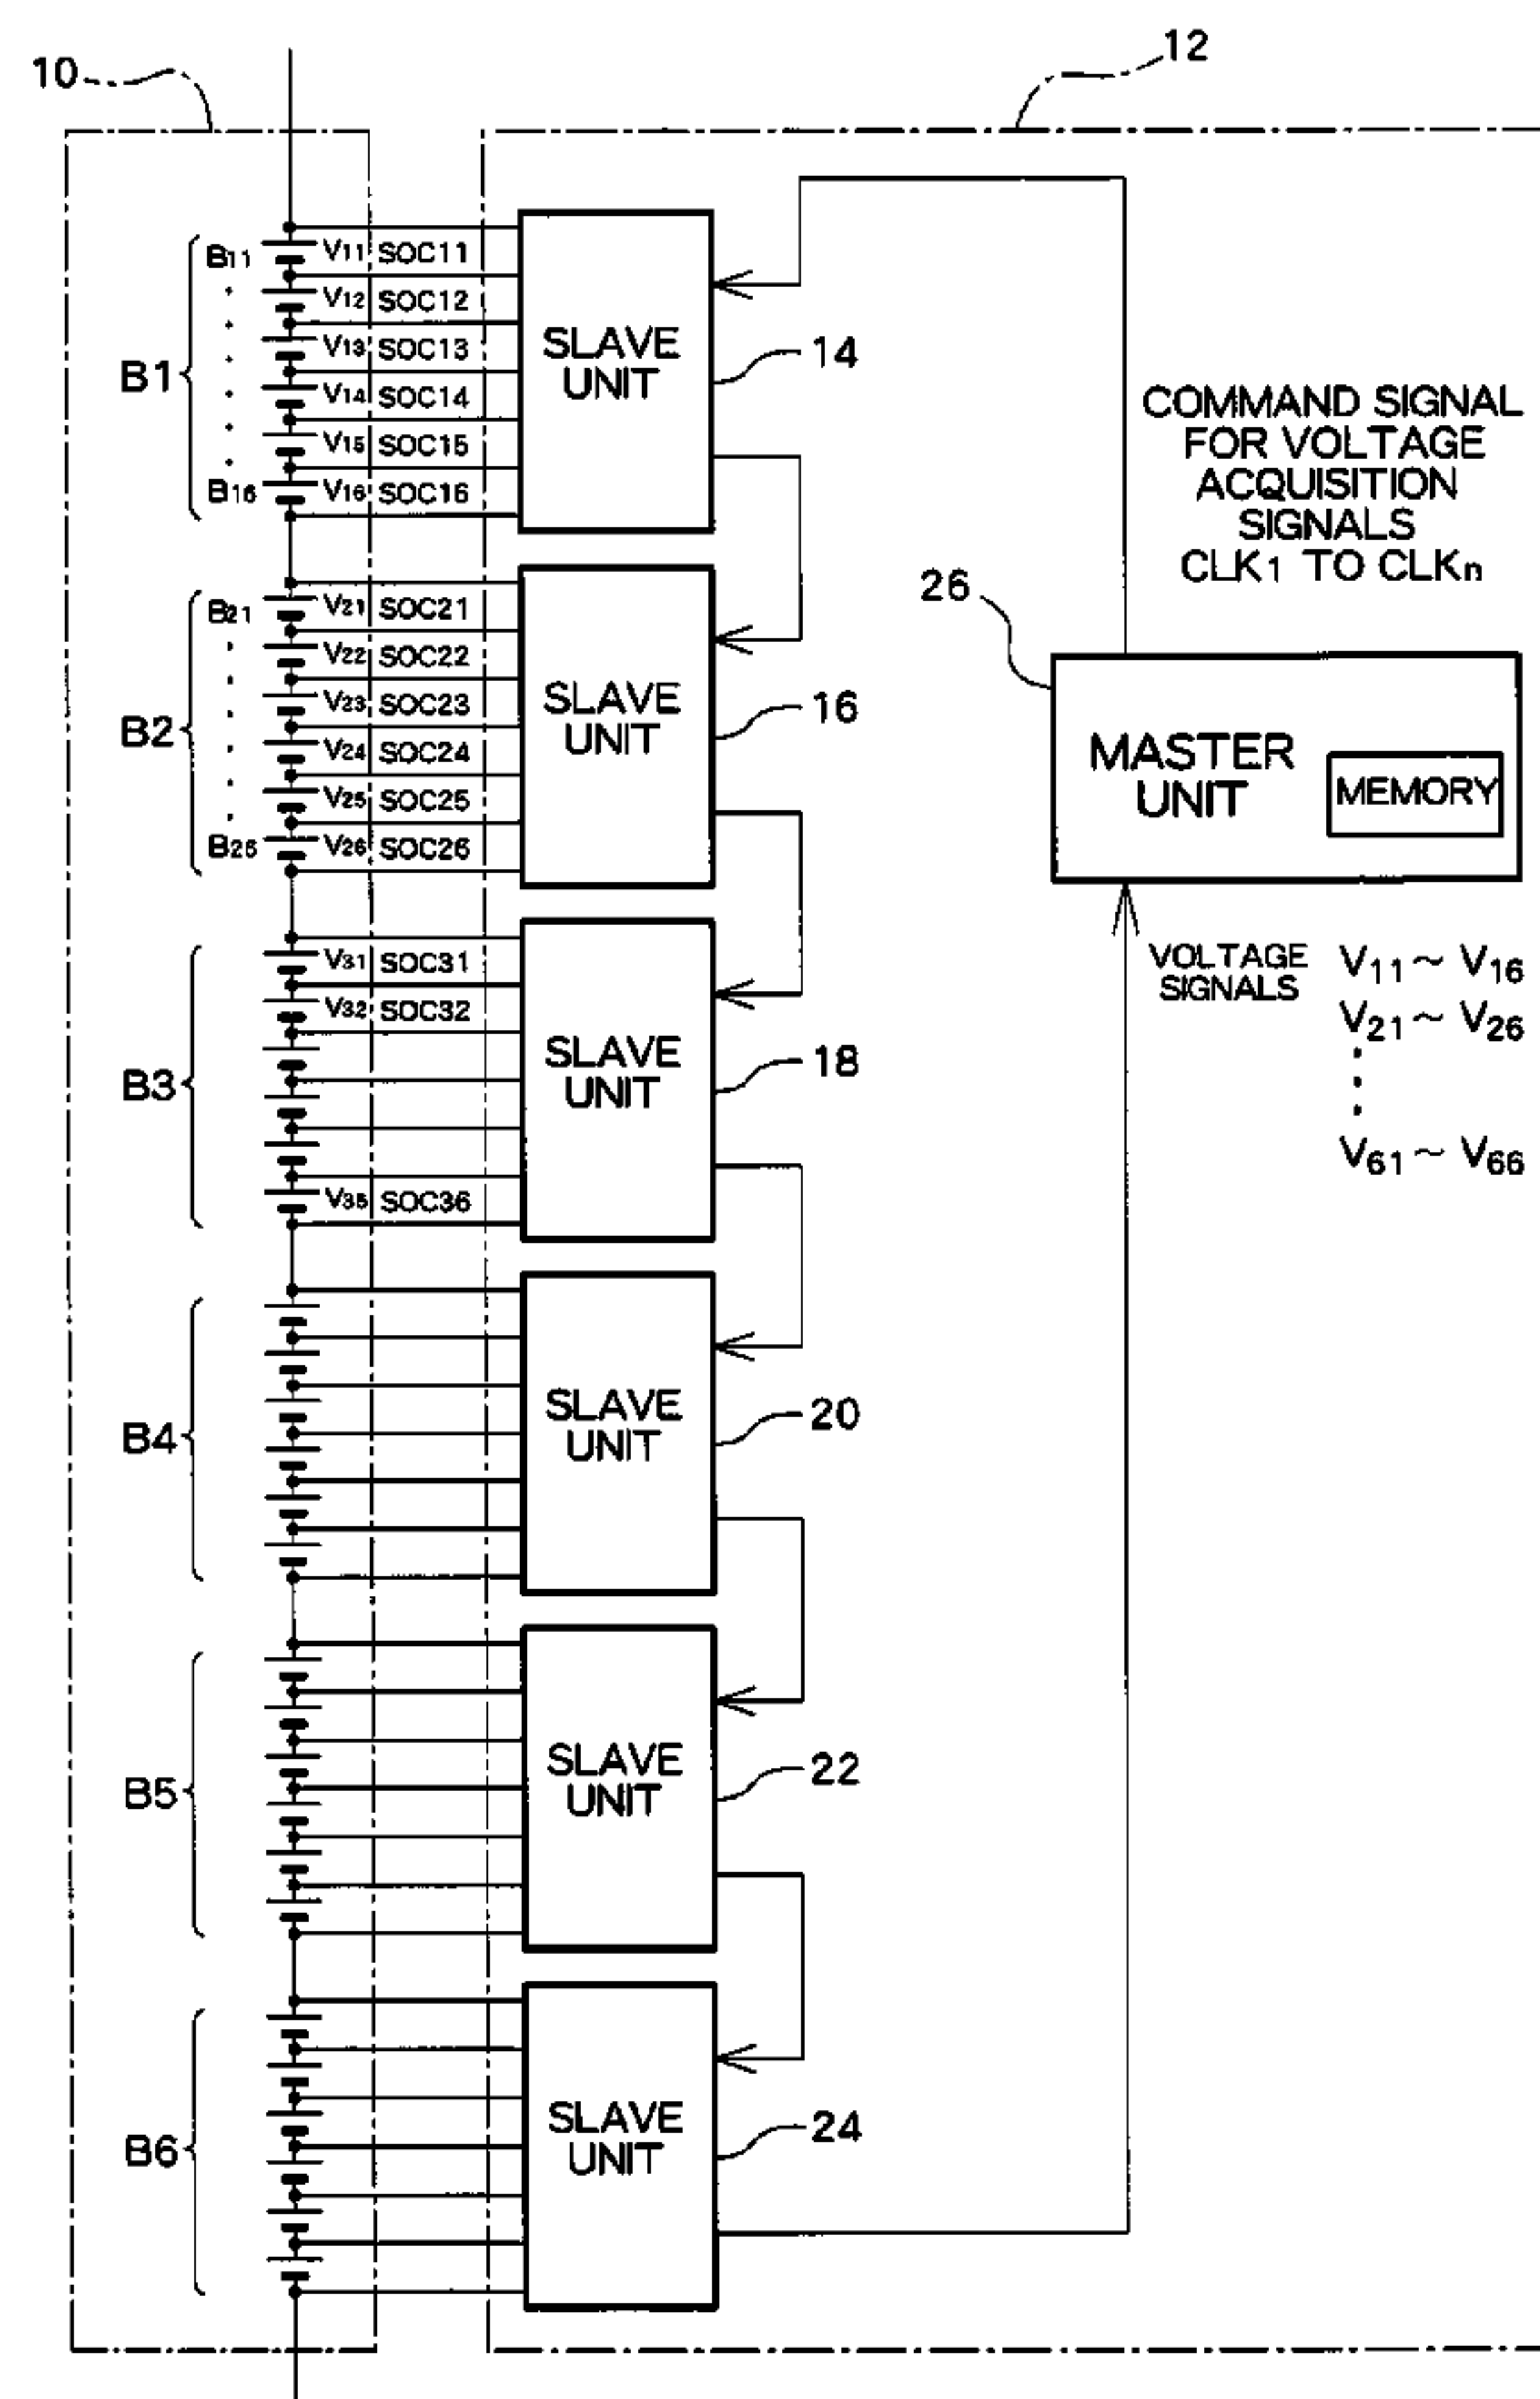 10
12
B11
V11 SOC11
V12 SOC12
V13 SOC13
V14 SOC14
V15 SOC15
B16
V16 SOC16
B1
SLAVE
UNIT
14
COMMAND SIGNAL
FOR VOLTAGE
ACQUISITION
SIGNALS
CLK1 TO CLKn
B21
V21 SOC21
V22 SOC22
V23 SOC23
V24 SOC24
V25 SOC25
B26
V26 SOC26
B2
SLAVE
UNIT
16
26
MASTER
UNIT
MEMORY
VOLTAGE
SIGNALS
V11 ~ V16
V21 ~ V26
V61 ~ V66
V31 SOC31
V32 SOC32
V36 SOC36
B3
SLAVE
UNIT
18
B4
SLAVE
UNIT
20
B5
SLAVE
UNIT
22
B6
SLAVE
UNIT
24